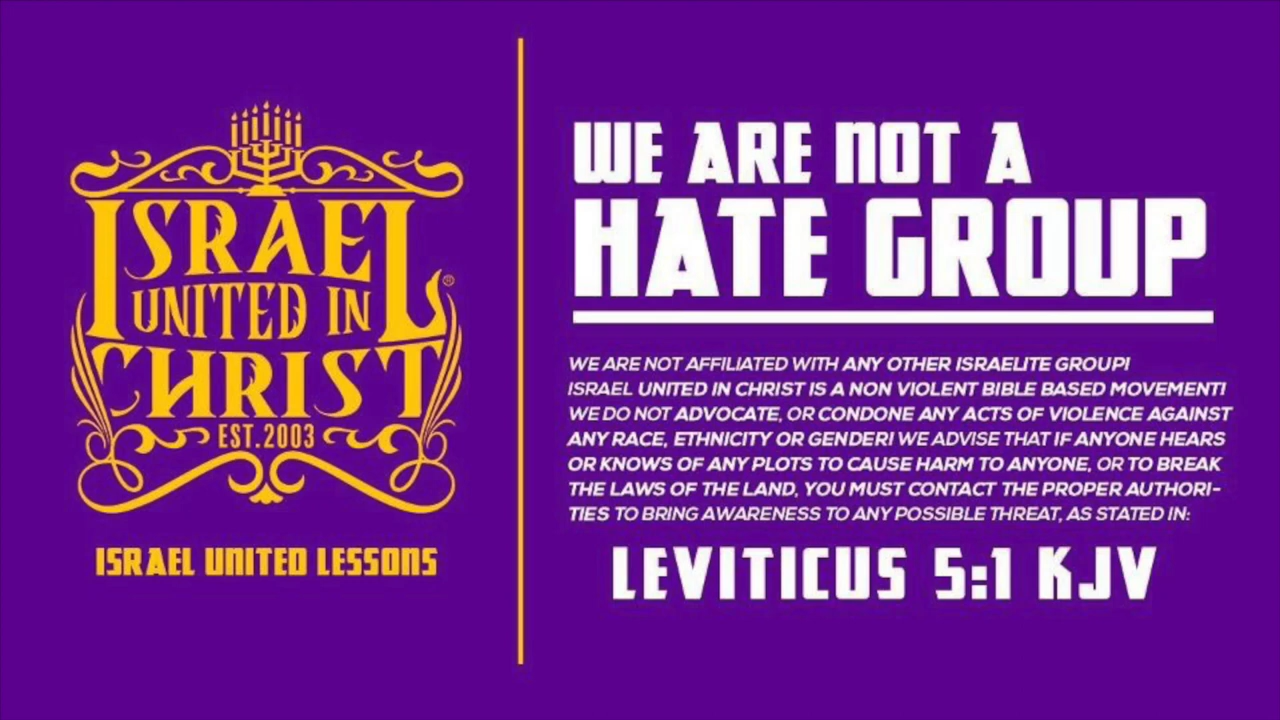 ISRAEL
UNITED IN
CHRIST
EST.2003
ISRAEL UNITED LESSONS
WE ARE NOT A
HATE GROUP
WE ARE NOT AFFILIATED WITH ANY OTHER ISRAELITE GROUP!
ISRAEL UNITED IN CHRIST IS A NON VIOLENT BIBLE BASED MOVEMENT!
WE DO NOT ADVOCATE, OR CONDONE ANY ACTS OF VIOLENCE AGAINST
ANY RACE, ETHNICITY OR GENDER! WE ADVISE THAT IF ANYONE HEARS
OR KNOWS OF ANY PLOTS TO CAUSE HARM TO ANYONE, OR TO BREAK
THE LAWS OF THE LAND, YOU MUST CONTACT THE PROPER AUTHORI-
TIES TO BRING AWARENESS TO ANY POSSIBLE THREAT, AS STATED IN:
LEVITICUS 5:1 KJV